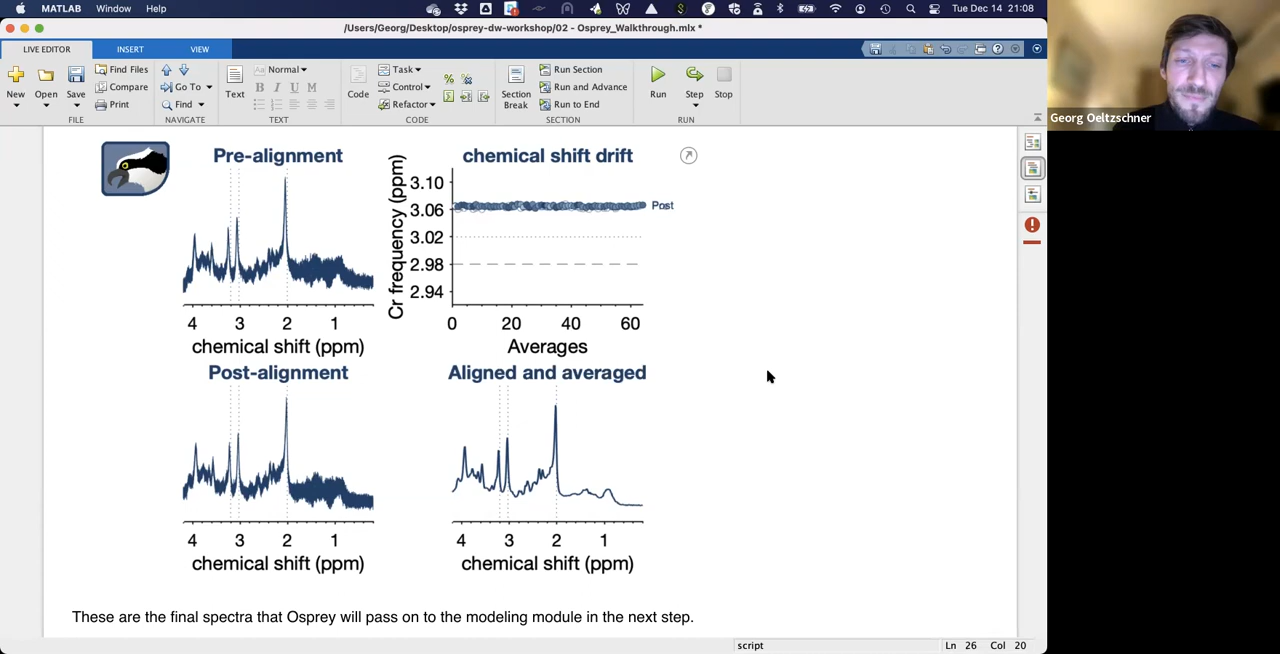 MATLAB Window Help Tue Dec 14 21:08
/Users/Georg/Desktop/osprey-dw-workshop/02 - Osprey_Walkthrough.mlx *
LIVE EDITOR INSERT VIEW
New Open Save Find Files Compare Print
FILE
Go To Find
NAVIGATE
Text Normal B I U M
TEXT
Code Task Control Refactor
CODE
Section Break Run Section Run and Advance Run to End
SECTION
Run Step Stop
RUN
Georg Oeltzschner
Pre-alignment
4 3 2 1
chemical shift (ppm)
chemical shift drift
Cr frequency (ppm)
3.10
3.06
3.02
2.98
2.94
Post
0 20 40 60
Averages
Post-alignment
4 3 2 1
chemical shift (ppm)
Aligned and averaged
4 3 2 1
chemical shift (ppm)
These are the final spectra that Osprey will pass on to the modeling module in the next step.
script Ln 26 Col 20